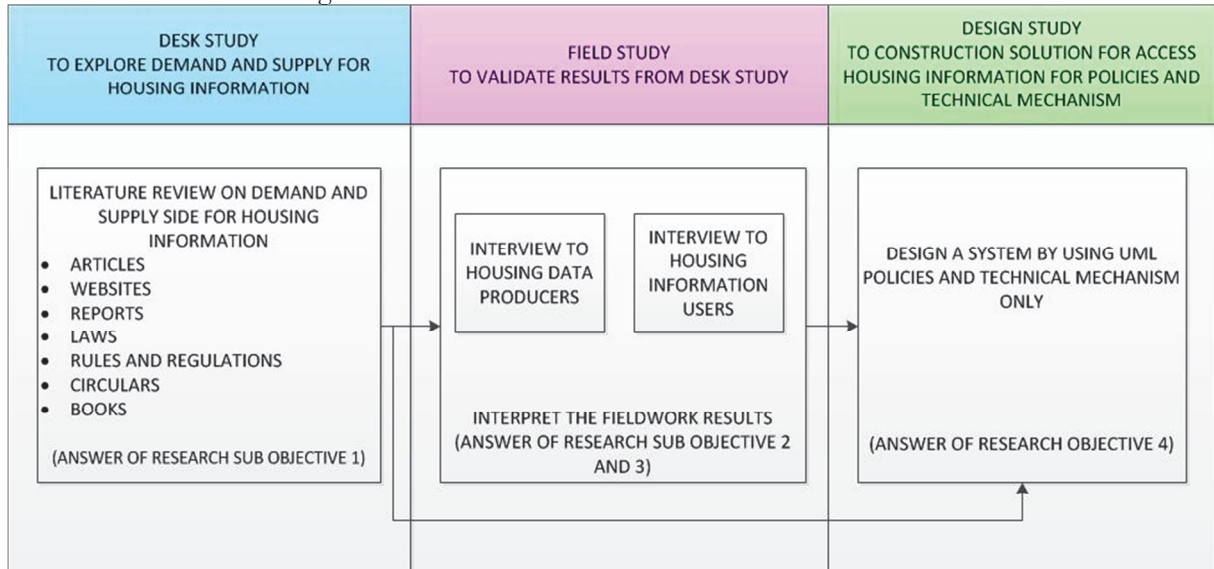 DESK STUDY
TO EXPLORE DEMAND AND SUPPLY FOR
HOUSING INFORMATION
FIELD STUDY
TO VALIDATE RESULTS FROM DESK STUDY
DESIGN STUDY
TO CONSTRUCTION SOLUTION FOR ACCESS
HOUSING INFORMATION FOR POLICIES AND
TECHNICAL MECHANISM
LITERATURE REVIEW ON DEMAND AND
SUPPLY SIDE FOR HOUSING
INFORMATION
• ARTICLES
• WEBSITES
• REPORTS
• LAWS
• RULES AND REGULATIONS
• CIRCULARS
• BOOKS
(ANSWER OF RESEARCH SUB OBJECTIVE 1)
INTERVIEW TO
HOUSING DATA
PRODUCERS
INTERVIEW TO
HOUSING
INFORMATION
USERS
INTERPRET THE FIELDWORK RESULTS
(ANSWER OF RESEARCH SUB OBJECTIVE 2
AND 3)
DESIGN A SYSTEM BY USING UML
POLICIES AND TECHNICAL MECHANISM
ONLY
(ANSWER OF RESEARCH OBJECTIVE 4)